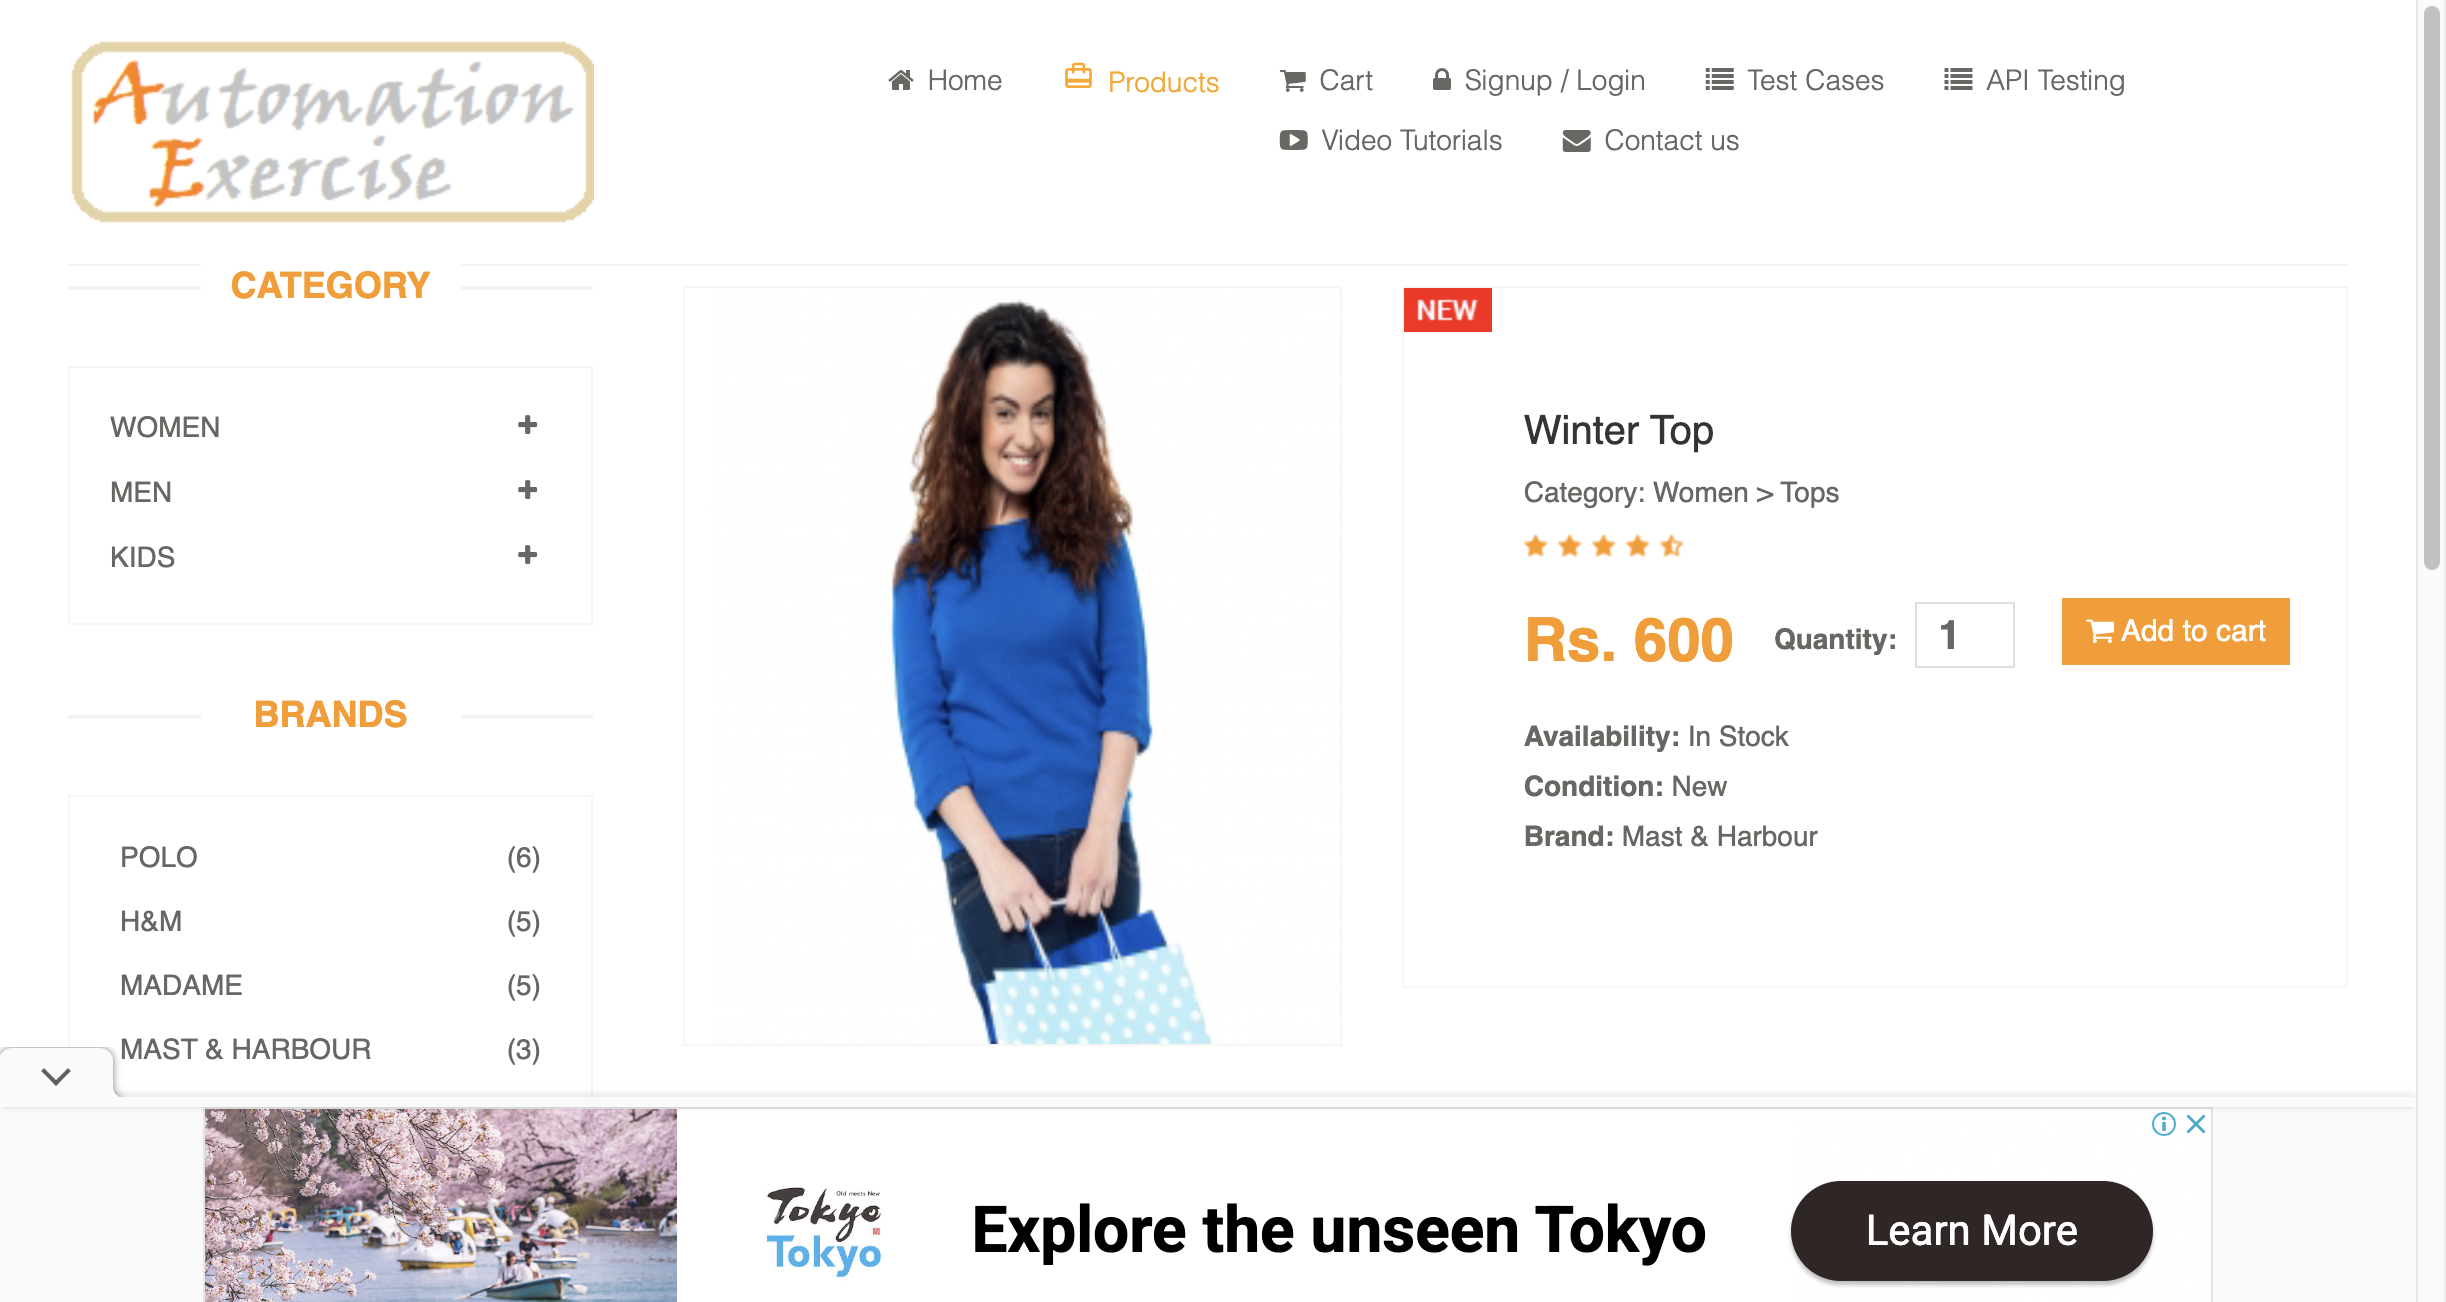 Automation
Exercise
Home
Products
Cart
Signup / Login
Test Cases
API Testing
Video Tutorials
Contact us
CATEGORY
WOMEN
MEN
KIDS
BRANDS
POLO (6)
H&M (5)
MADAME (5)
MAST & HARBOUR (3)
NEW
Winter Top
Category: Women > Tops
Rs. 600 Quantity: 1 Add to cart
Availability: In Stock
Condition: New
Brand: Mast & Harbour
Old meets New
Tokyo
Tokyo
Explore the unseen Tokyo
Learn More